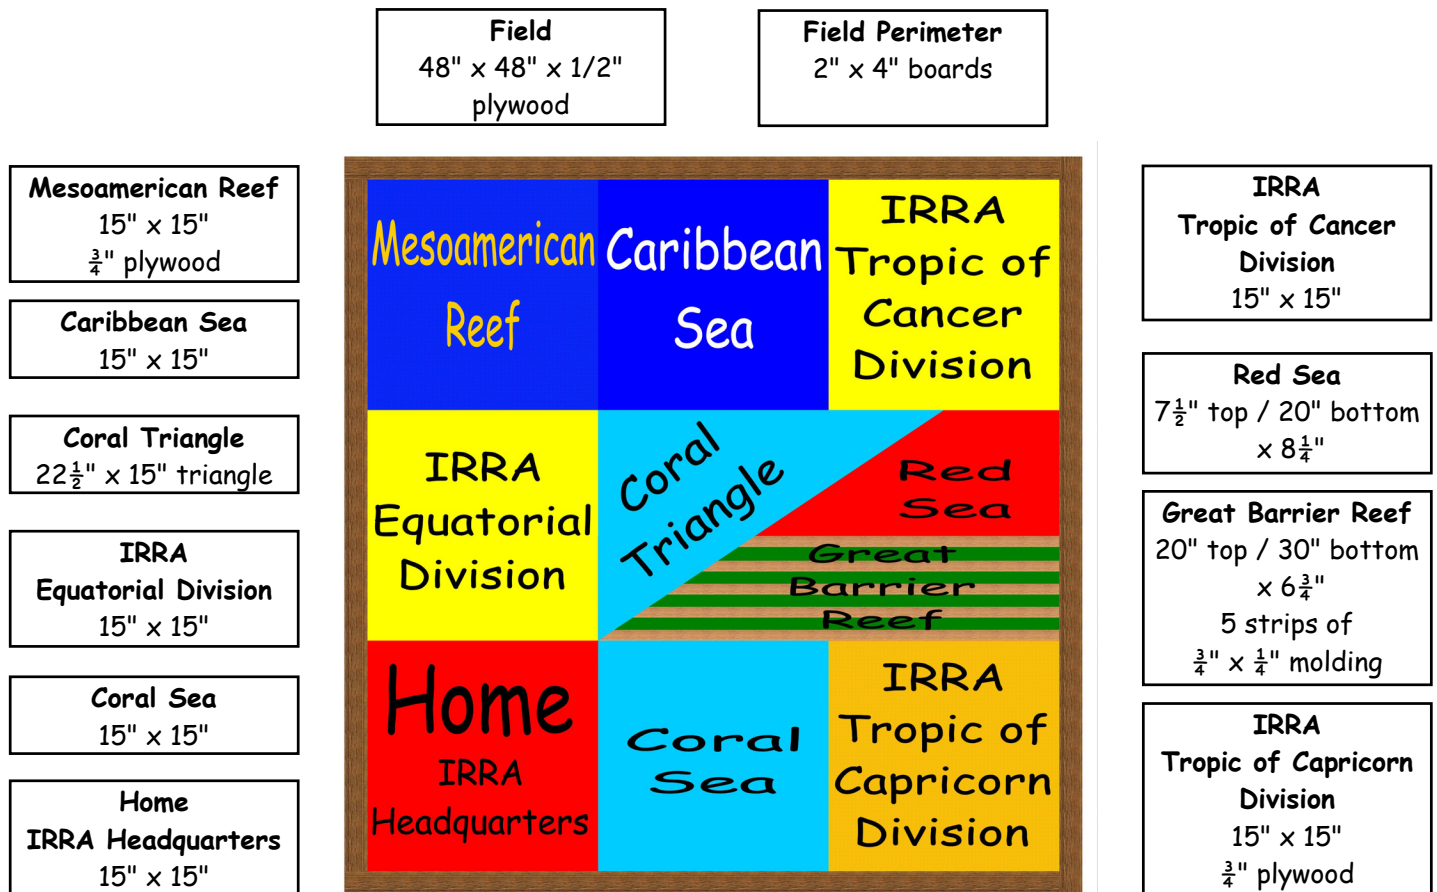 Field
48" x 48" x 1/2"
plywood
Field Perimeter
2" x 4" boards
Mesoamerican Reef
15" x 15"
¾" plywood
Caribbean Sea
15" x 15"
Coral Triangle
22½" x 15" triangle
IRRA
Equatorial Division
15" x 15"
Coral Sea
15" x 15"
Home
IRRA Headquarters
15" x 15"
Mesoamerican
Reef
Caribbean
Sea
IRRA
Tropic of
Cancer
Division
IRRA
Equatorial
Division
Coral
Triangle
Red
Sea
Great
Barrier
Reef
Home
IRRA
Headquarters
Coral
Sea
IRRA
Tropic of
Capricorn
Division
IRRA
Tropic of Cancer
Division
15" x 15"
Red Sea
7½" top / 20" bottom
x 8¼"
Great Barrier Reef
20" top / 30" bottom
x 6¾"
5 strips of
¾" x ¼" molding
IRRA
Tropic of Capricorn
Division
15" x 15"
¾" plywood